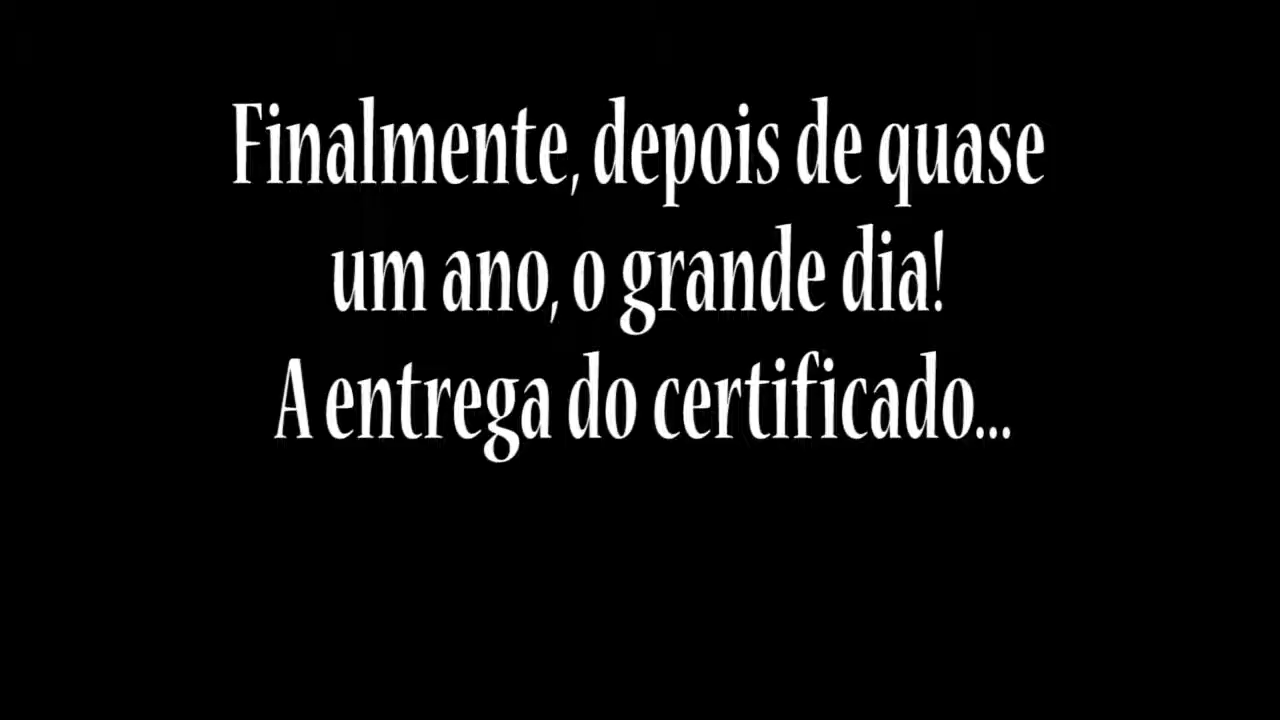 Finalmente, depois de quase
um ano, o grande dia!
A entrega do certificado...